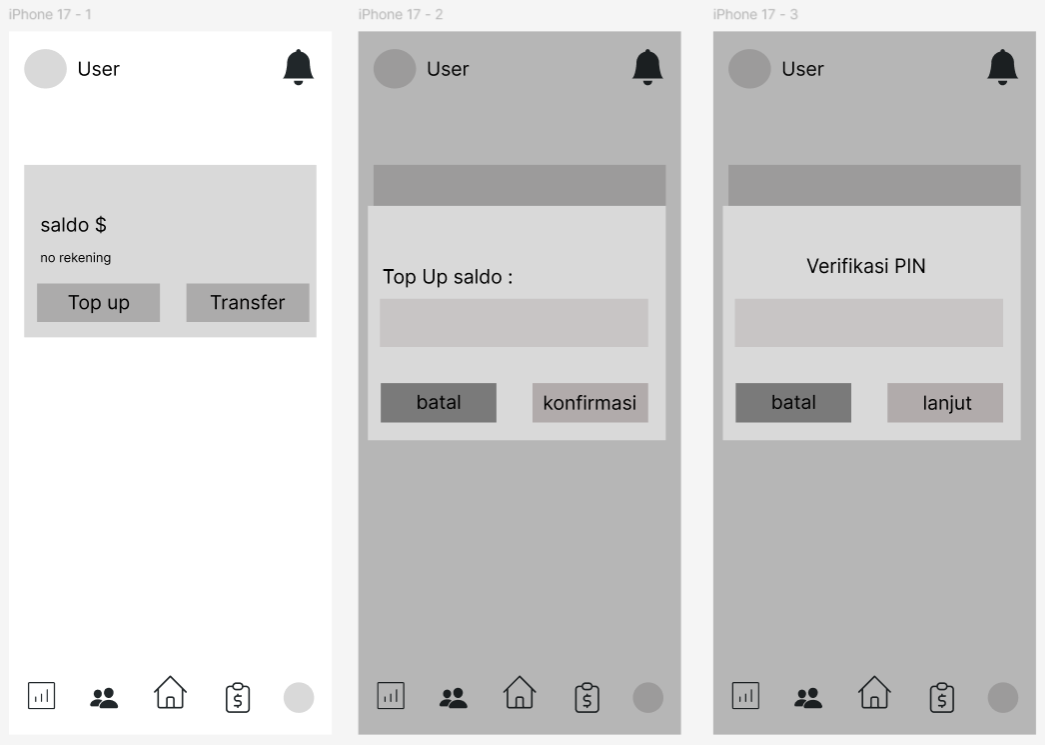 iPhone 17 - 1
User
saldo $
no rekening
Top up
Transfer
$
iPhone 17 - 2
User
Top Up saldo :
batal
konfirmasi
$
iPhone 17 - 3
User
Verifikasi PIN
batal
lanjut
$